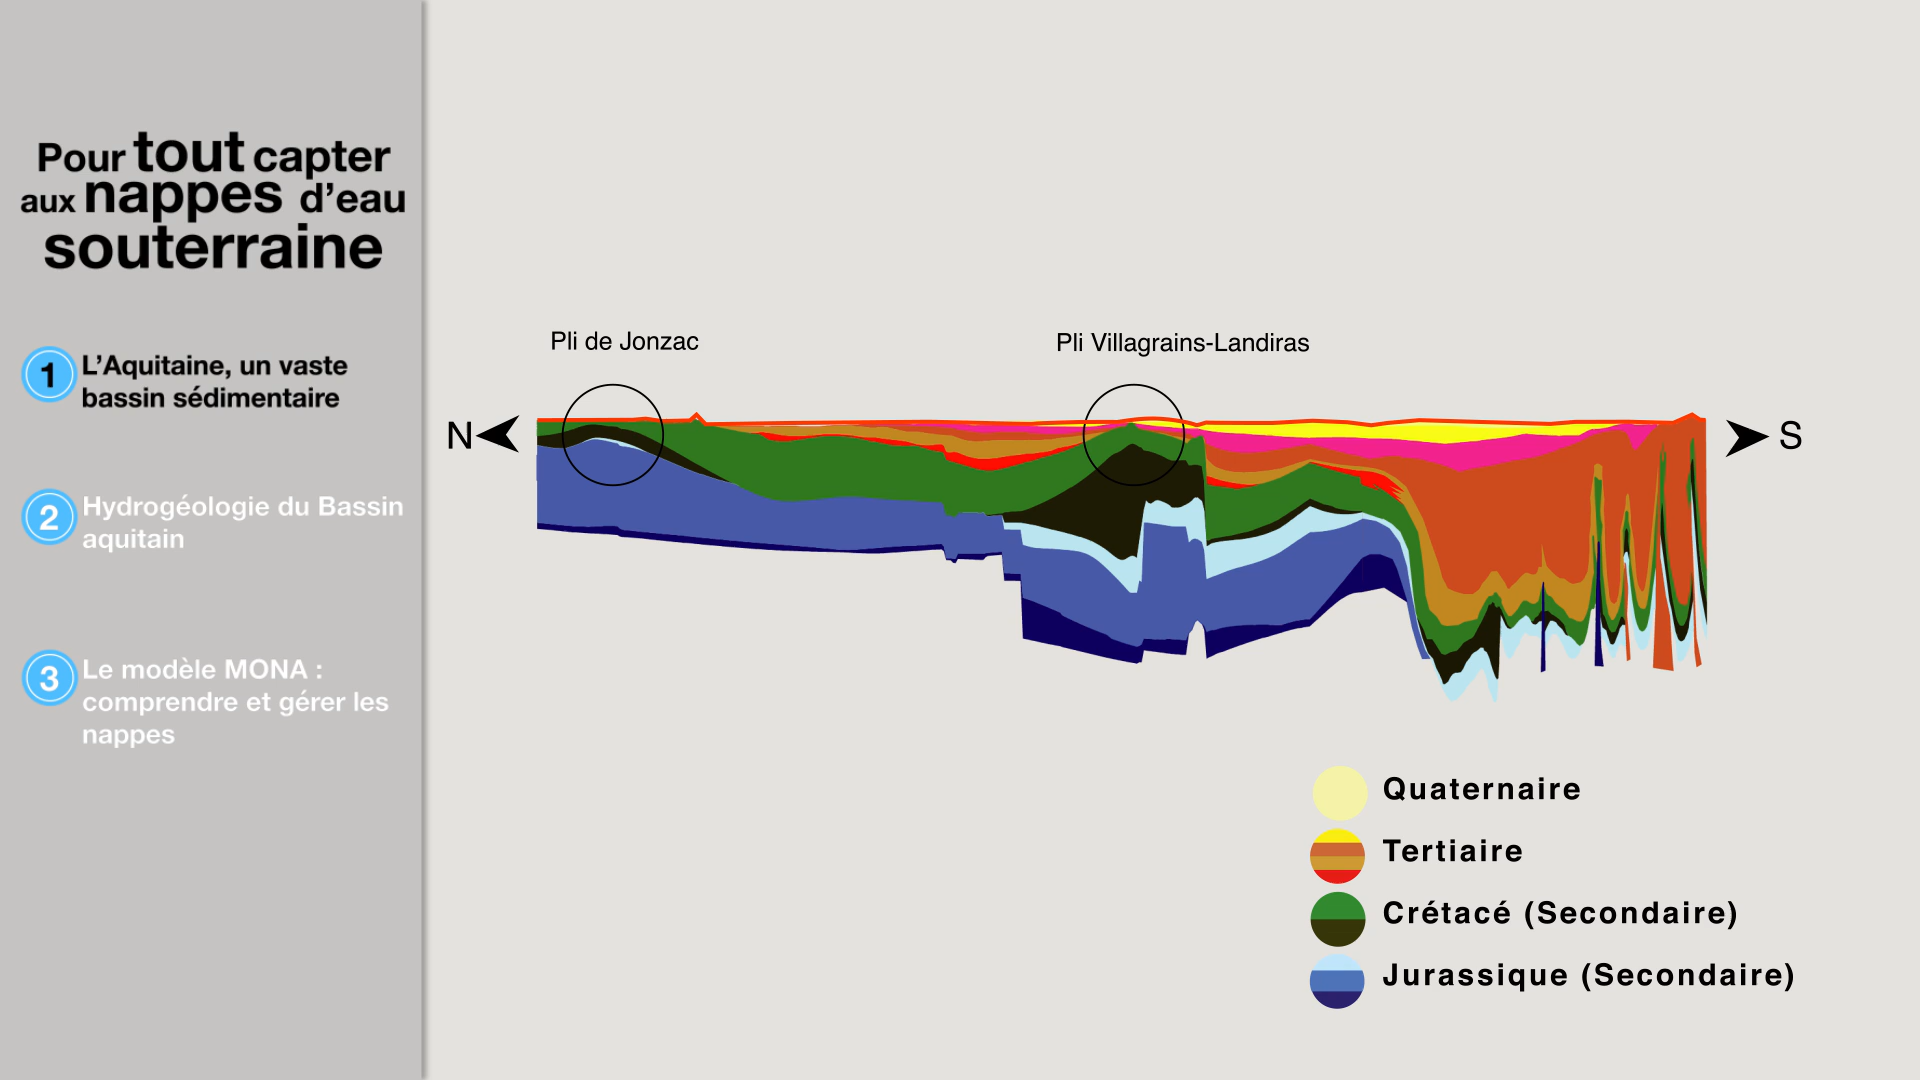 Pour tout capter
aux nappes d'eau
souterraine
1
L'Aquitaine, un vaste
bassin sédimentaire
2
Hydrogéologie du Bassin
aquitain
3
Le modèle MONA :
comprendre et gérer les
nappes
Pli de Jonzac
Pli Villagrains-Landiras
N
S
Quaternaire
Tertiaire
Crétacé (Secondaire)
Jurassique (Secondaire)